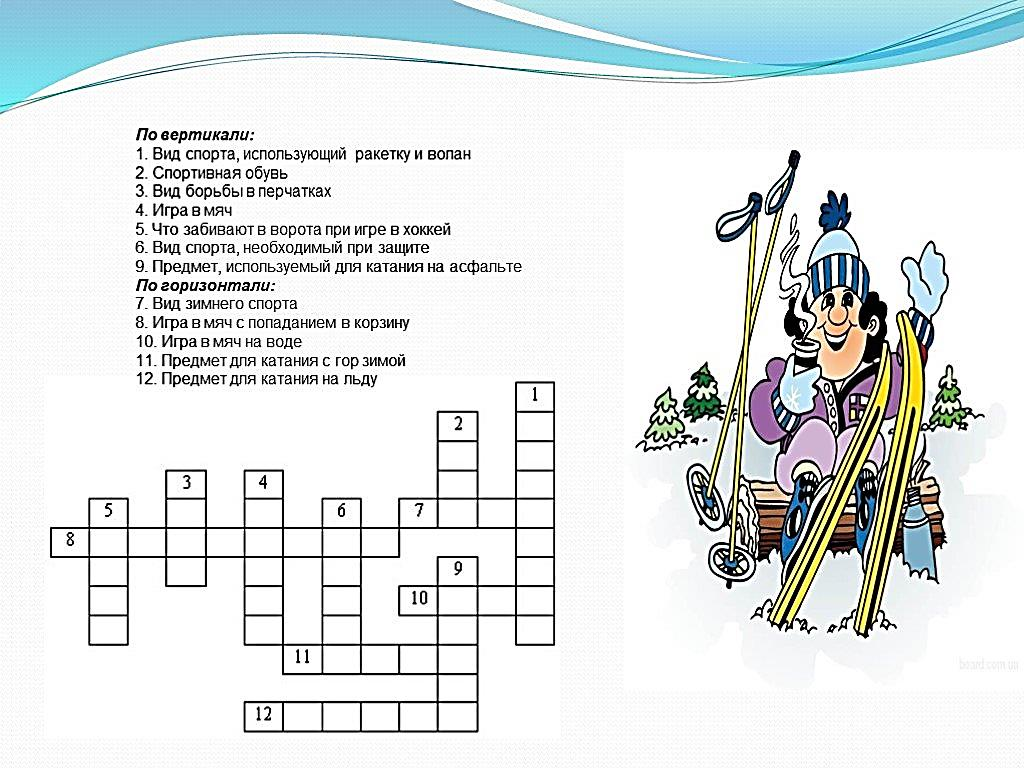 По вертикали:
1. Вид спорта, использующий ракетку и волан
2. Спортивная обувь
3. Вид борьбы в перчатках
4. Игра в мяч
5. Что забивают в ворота при игре в хоккей
6. Вид спорта, необходимый при защите
9. Предмет, используемый для катания на асфальте
По горизонтали:
7. Вид зимнего спорта
8. Игра в мяч с попаданием в корзину
10. Игра в мяч на воде
11. Предмет для катания с гор зимой
12. Предмет для катания на льду
1
2
3 4
5 6 7
8
9
10
11
12
board.com.ua